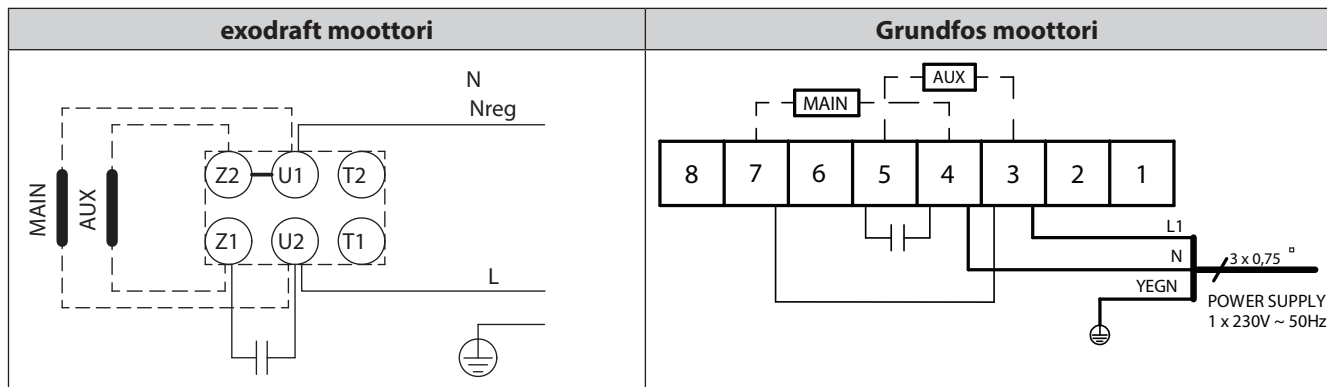 exodraft moottori
N
Nreg
MAIN
AUX
Z2 U1 T2
Z1 U2 T1
L
Grundfos moottori
AUX
MAIN
8 7 6 5 4 3 2 1
L1
N
3 x 0,75 □
YEGN
POWER SUPPLY
1 x 230V ~ 50Hz